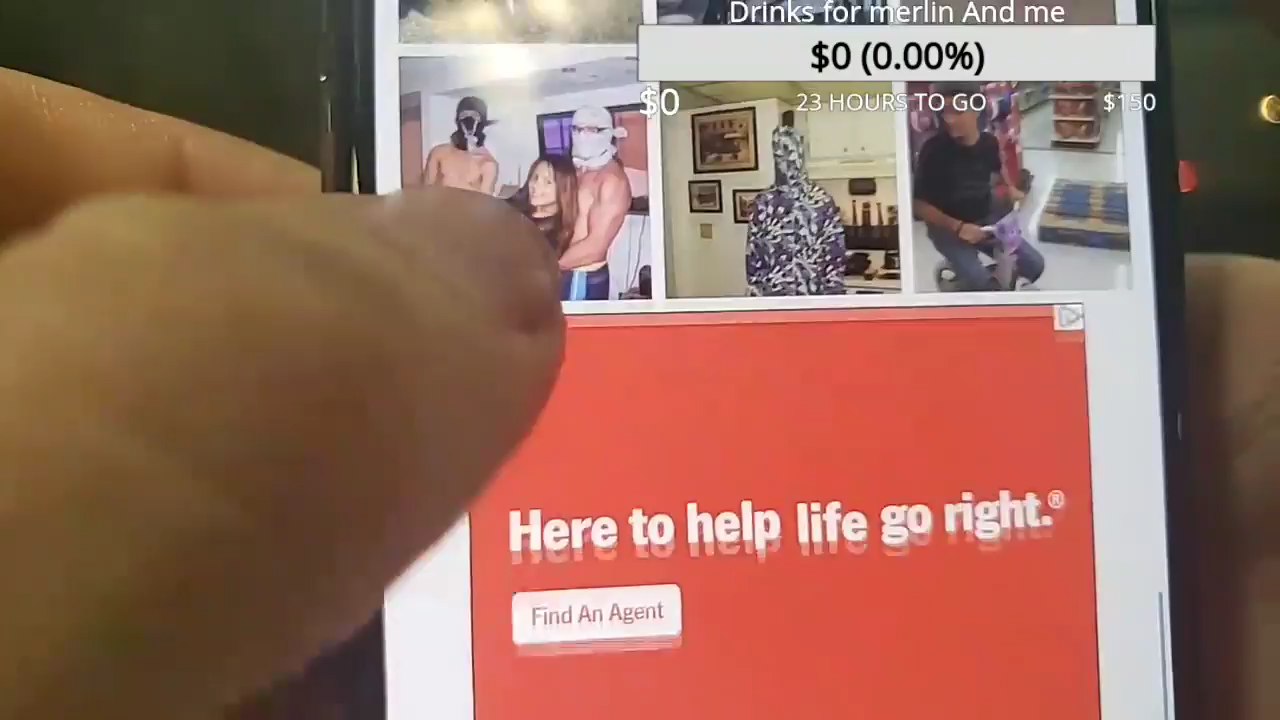 Drinks for merlin And me
$0 (0.00%)
$0
23 HOURS TO GO
$150
Here to help life go right.®
Find An Agent